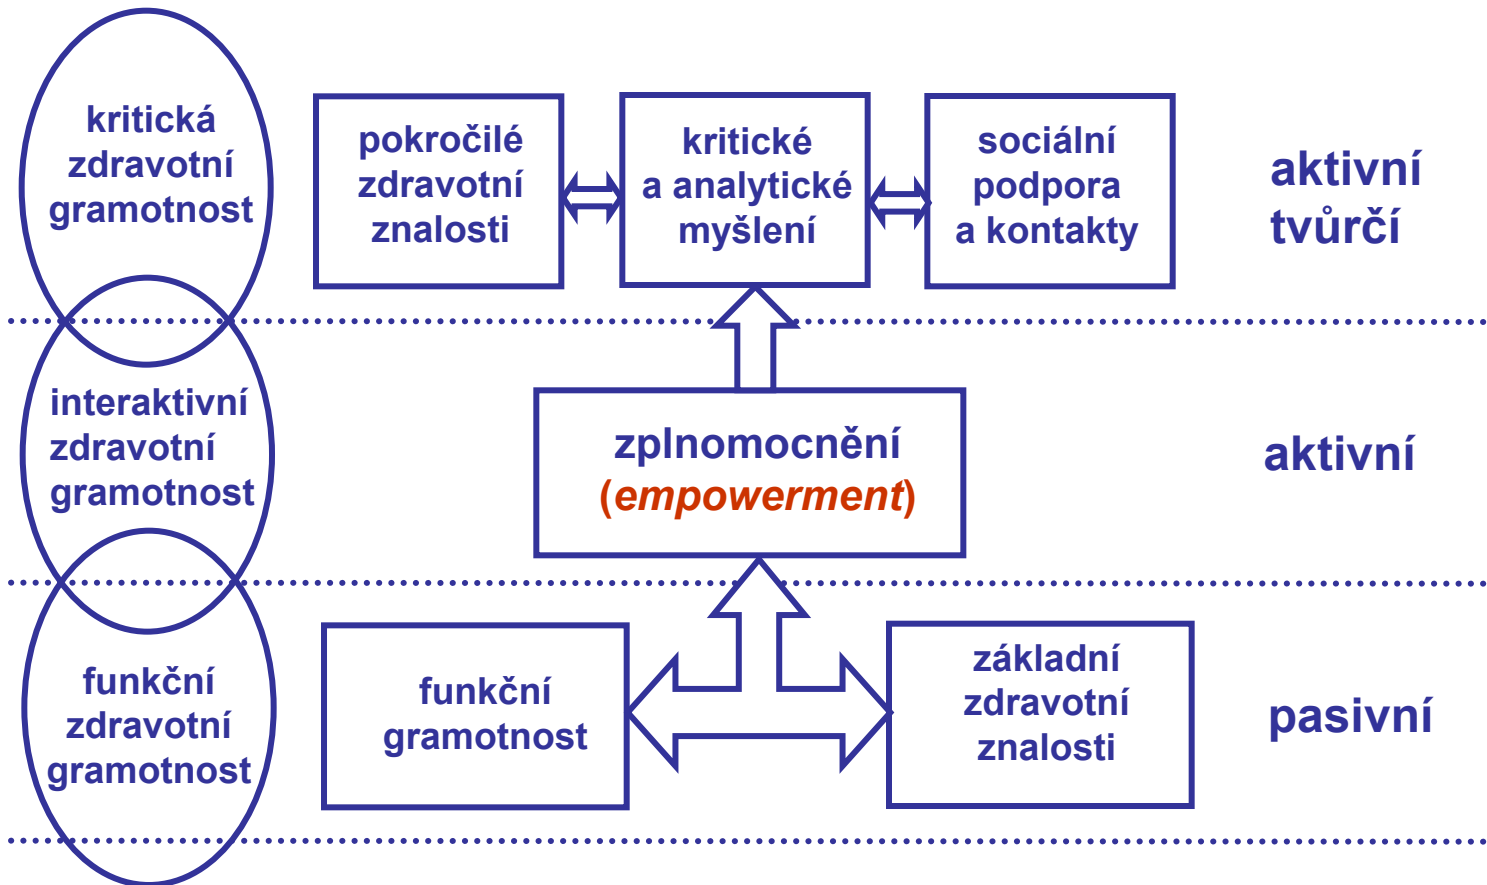 kritická
zdravotní
gramotnost
pokročilé
zdravotní
znalosti
kritické
a analytické
myšlení
sociální
podpora
a kontakty
aktivní
tvůrčí
interaktivní
zdravotní
gramotnost
zplnomocnění
(empowerment)
aktivní
funkční
zdravotní
gramotnost
funkční
gramotnost
základní
zdravotní
znalosti
pasivní